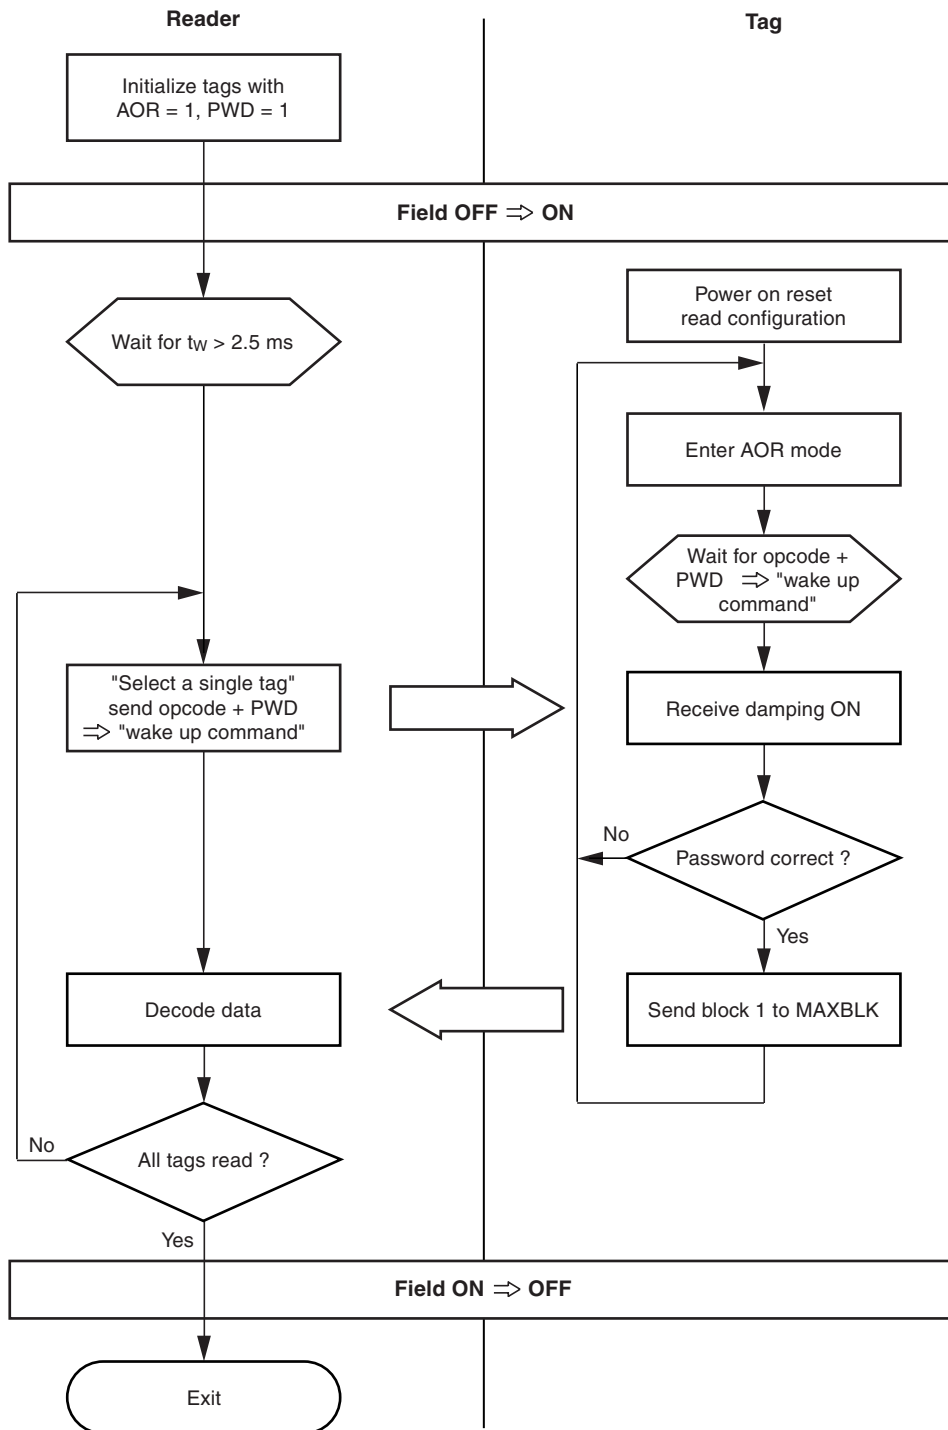 Reader
Tag
Initialize tags with
AOR = 1, PWD = 1
Field OFF ⇒ ON
Wait for tW > 2.5 ms
Power on reset
read configuration
Enter AOR mode
Wait for opcode +
PWD ⇒ "wake up
command"
"Select a single tag"
send opcode + PWD
⇒ "wake up command"
Receive damping ON
No
Password correct ?
Yes
Decode data
Send block 1 to MAXBLK
No
All tags read ?
Yes
Field ON ⇒ OFF
Exit